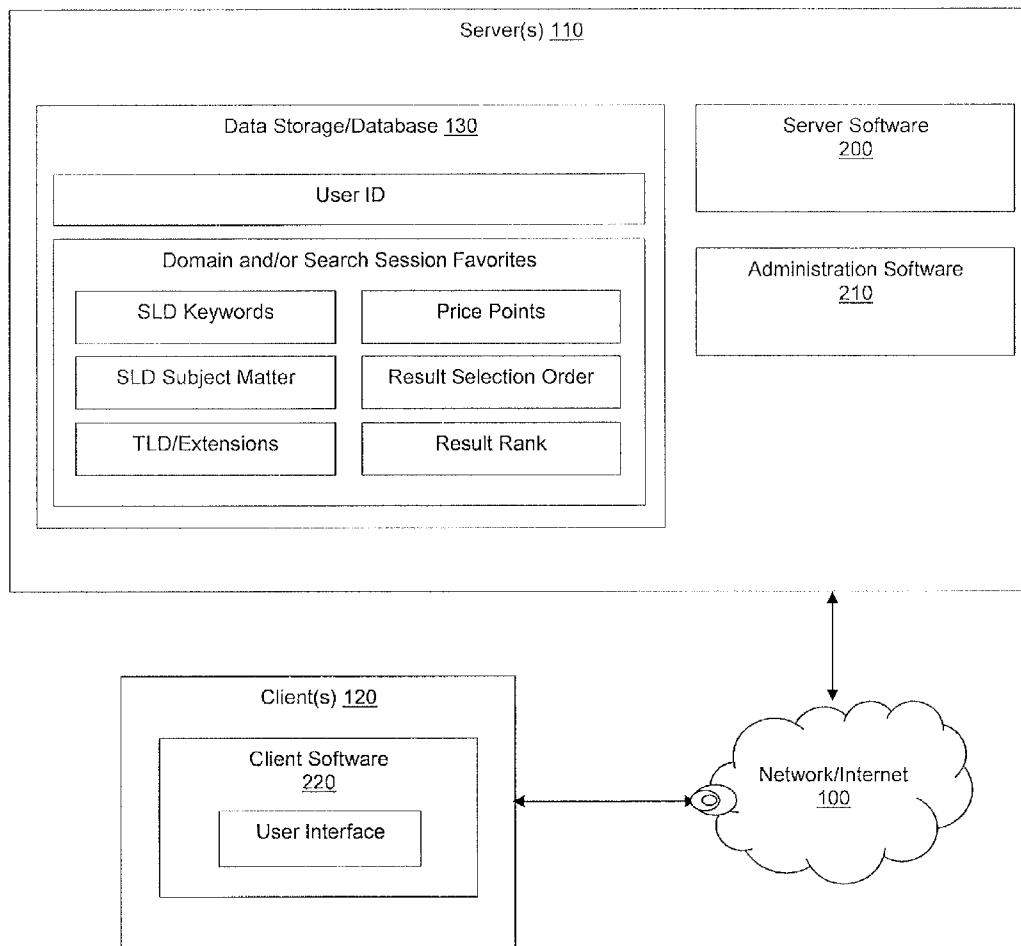 Server(s) 110
Data Storage/Database 130
User ID
Domain and/or Search Session Favorites
SLD Keywords
Price Points
SLD Subject Matter
Result Selection Order
TLD/Extensions
Result Rank
Server Software
200
Administration Software
210
Client(s) 120
Client Software
220
User Interface
Network/Internet
100